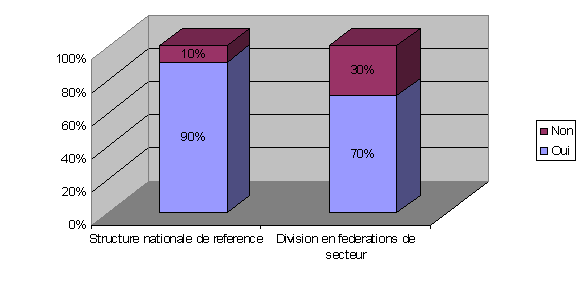 100%
80%
60%
40%
20%
0%
10%
90%
30%
70%
Structure nationale de reference
Division en federations de
secteur
Non
Oui